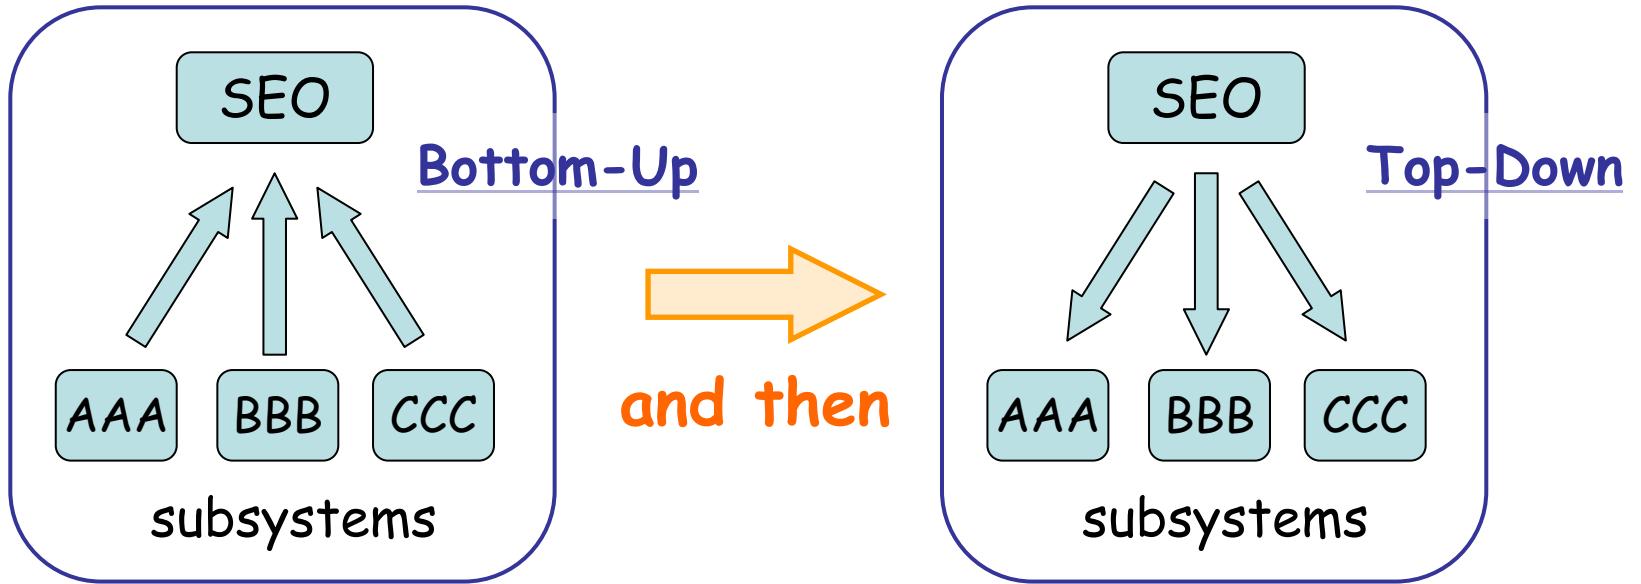 SEO
Bottom-Up
AAA BBB CCC
subsystems
and then
SEO
Top-Down
AAA BBB CCC
subsystems